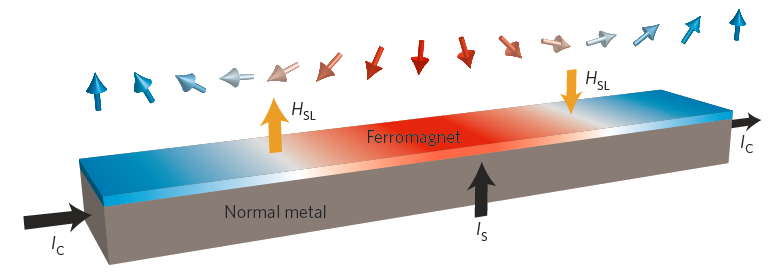 H_SL
H_SL
Ferromagnet
I_C
Normal metal
I_S
I_C